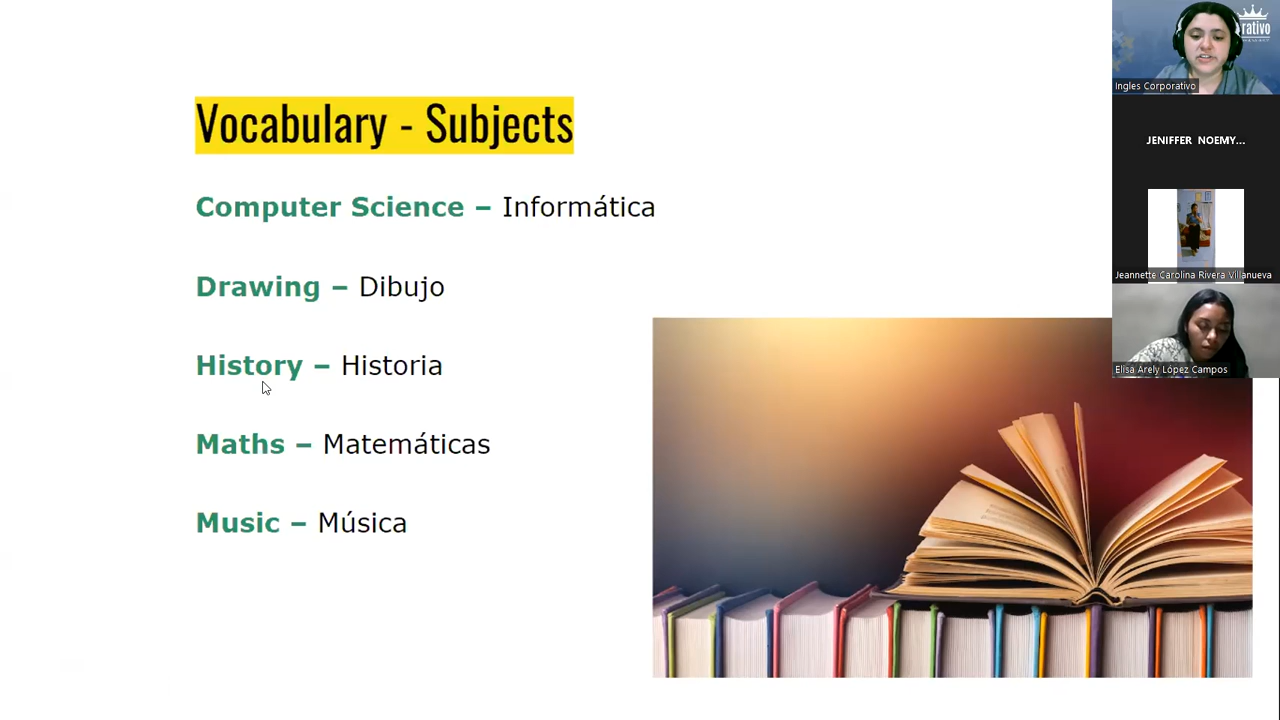 Vocabulary - Subjects
Computer Science – Informática
Drawing – Dibujo
History – Historia
Maths – Matemáticas
Music – Música
rativo
Ingles Corporativo
JENIFFER NOEMY...
Jeannette Carolina Rivera Villanueva
Elisa Arely López Campos